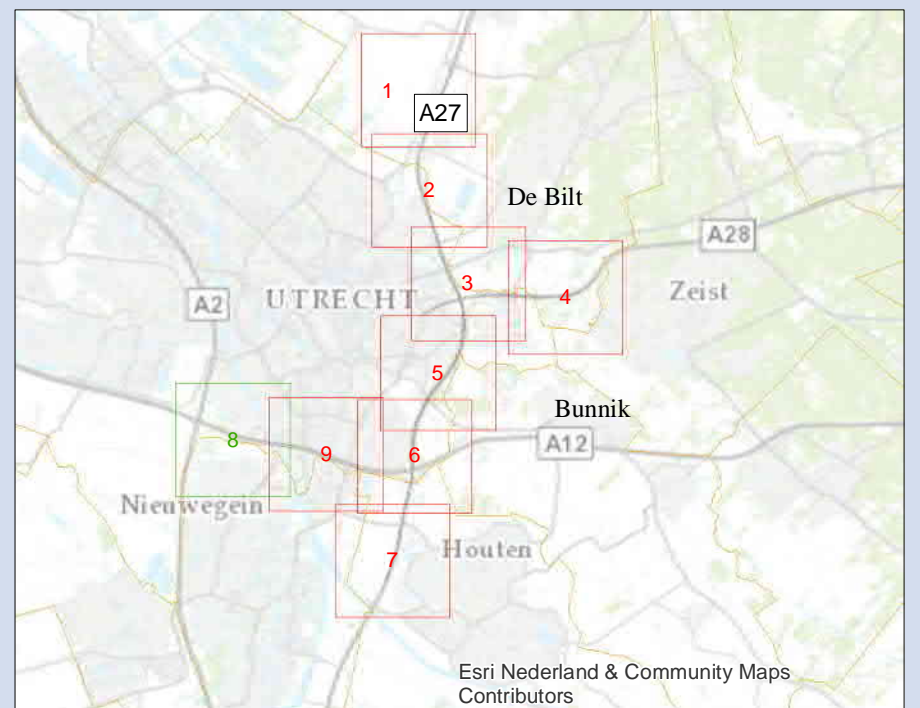 1
A27
2
De Bilt
A28
3
4
Zeist
A2
UTRECHT
5
Bunnik
8
9
6
A12
Nieuwegein
Houten
7
Esri Nederland & Community Maps
Contributors